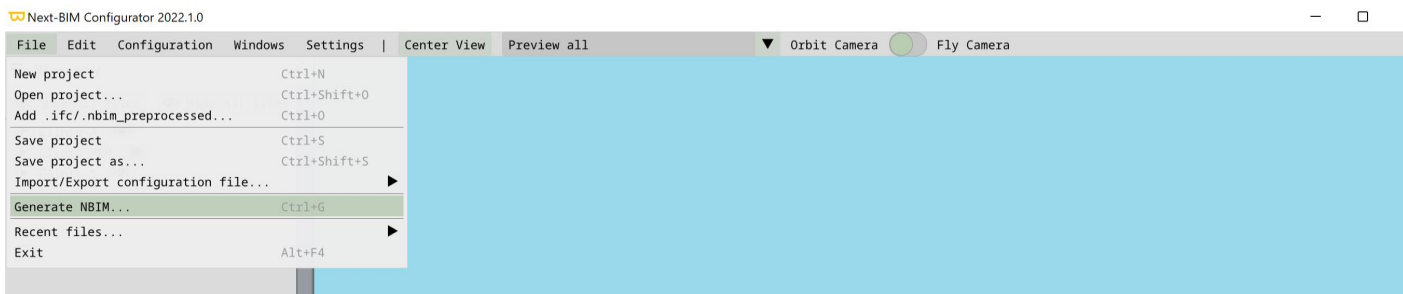 Next-BIM Configurator 2022.1.0
File Edit Configuration Windows Settings | Center View Preview all Orbit Camera Fly Camera
New project Ctrl+N
Open project... Ctrl+Shift+O
Add .ifc/.nbim_preprocessed... Ctrl+O
Save project Ctrl+S
Save project as... Ctrl+Shift+S
Import/Export configuration file...
Generate NBIM... Ctrl+G
Recent files...
Exit Alt+F4